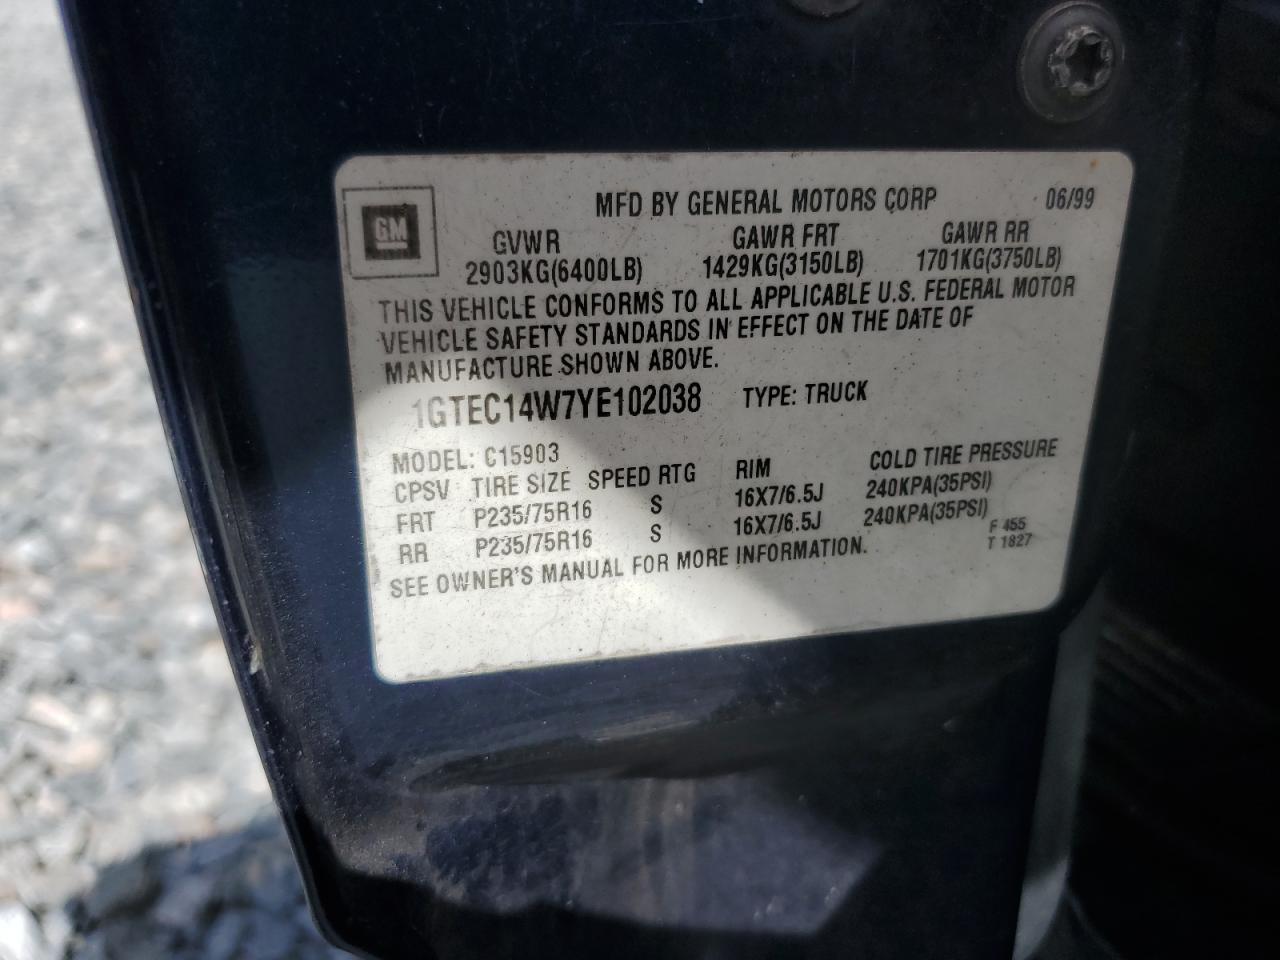 GM
MFD BY GENERAL MOTORS CORP 06/99
GVWR GAWR FRT GAWR RR
2903KG(6400LB) 1429KG(3150LB) 1701KG(3750LB)
THIS VEHICLE CONFORMS TO ALL APPLICABLE U.S. FEDERAL MOTOR
VEHICLE SAFETY STANDARDS IN EFFECT ON THE DATE OF
MANUFACTURE SHOWN ABOVE.
1GTEC14W7YE102038 TYPE: TRUCK
MODEL: C15903
CPSV TIRE SIZE SPEED RTG RIM COLD TIRE PRESSURE
FRT P235/75R16 S 16X7/6.5J 240KPA(35PSI)
RR P235/75R16 S 16X7/6.5J 240KPA(35PSI)
F 455
T 1827
SEE OWNER'S MANUAL FOR MORE INFORMATION.